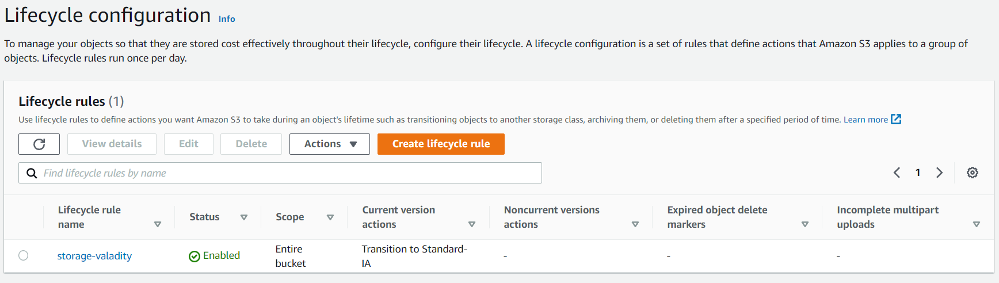 Lifecycle configuration Info
To manage your objects so that they are stored cost effectively throughout their lifecycle, configure their lifecycle. A lifecycle configuration is a set of rules that define actions that Amazon S3 applies to a group of
objects. Lifecycle rules run once per day.
Lifecycle rules (1)
Use lifecycle rules to define actions you want Amazon S3 to take during an object's lifetime such as transitioning objects to another storage class, archiving them, or deleting them after a specified period of time. Learn more
View details Edit Delete Actions Create lifecycle rule
Find lifecycle rules by name 1
Lifecycle rule name Status Scope Current version actions Noncurrent versions actions Expired object delete markers Incomplete multipart uploads
storage-valadity Enabled Entire bucket Transition to Standard-IA - - -